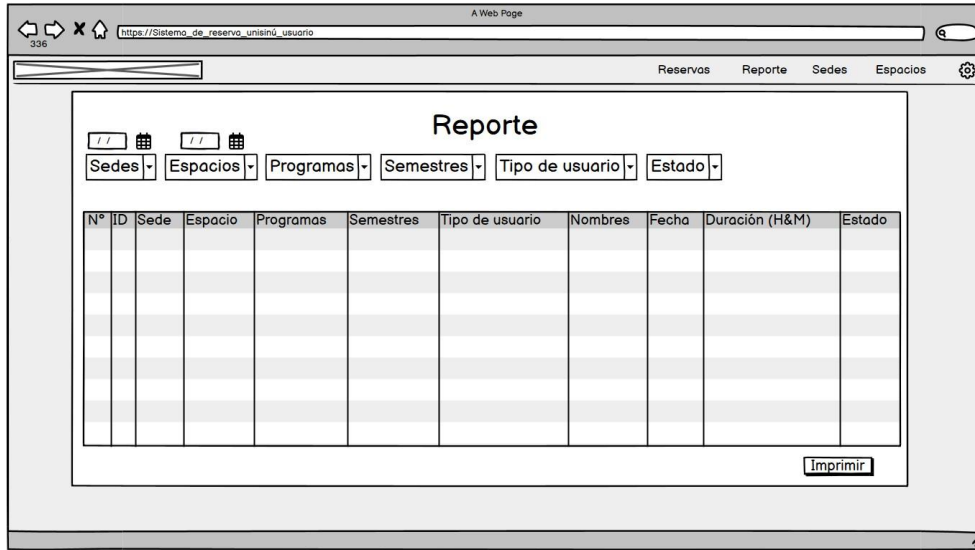 A Web Page
336
https://Sistema_de_reserva_unisinú_usuario
Reservas Reporte Sedes Espacios
Reporte
/ / / /
Sedes Espacios Programas Semestres Tipo de usuario Estado
N° ID Sede Espacio Programas Semestres Tipo de usuario Nombres Fecha Duración (H&M) Estado
Imprimir